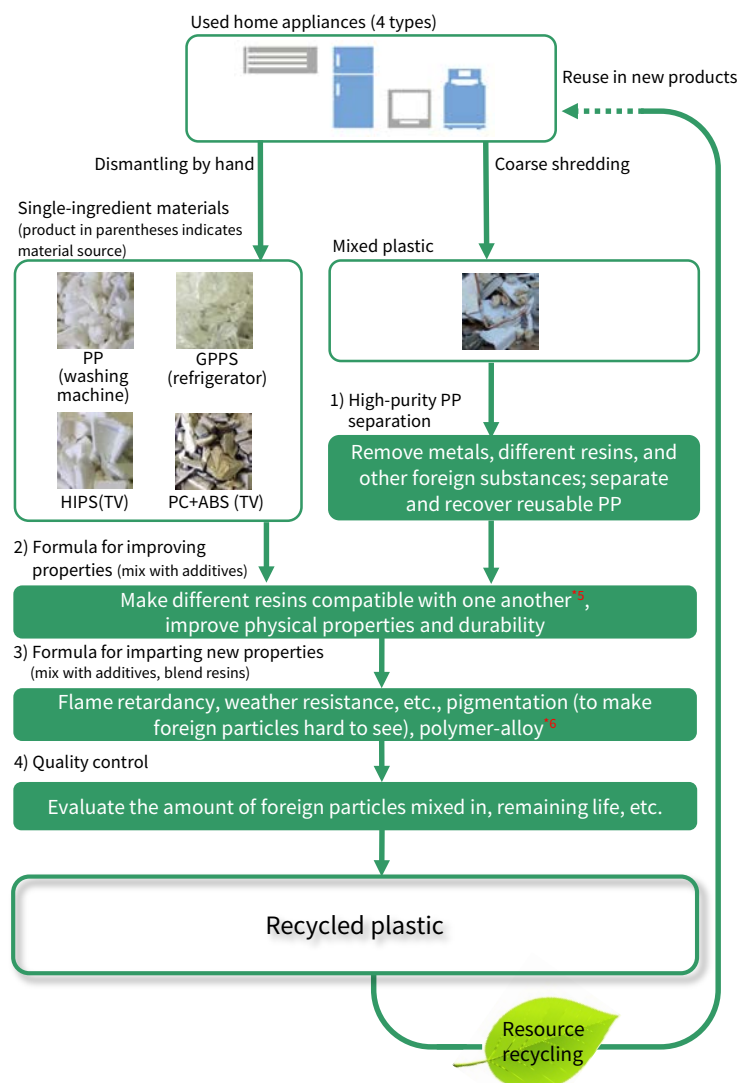 Used home appliances (4 types)
Reuse in new products
Dismantling by hand
Coarse shredding
Single-ingredient materials
(product in parentheses indicates
material source)
Mixed plastic
PP
(washing
machine)
GPPS
(refrigerator)
HIPS(TV)
PC+ABS (TV)
1) High-purity PP
separation
Remove metals, different resins, and
other foreign substances; separate
and recover reusable PP
2) Formula for improving
properties (mix with additives)
Make different resins compatible with one another*5,
improve physical properties and durability
3) Formula for imparting new properties
(mix with additives, blend resins)
Flame retardancy, weather resistance, etc., pigmentation (to make
foreign particles hard to see), polymer-alloy*6
4) Quality control
Evaluate the amount of foreign particles mixed in, remaining life, etc.
Recycled plastic
Resource
recycling